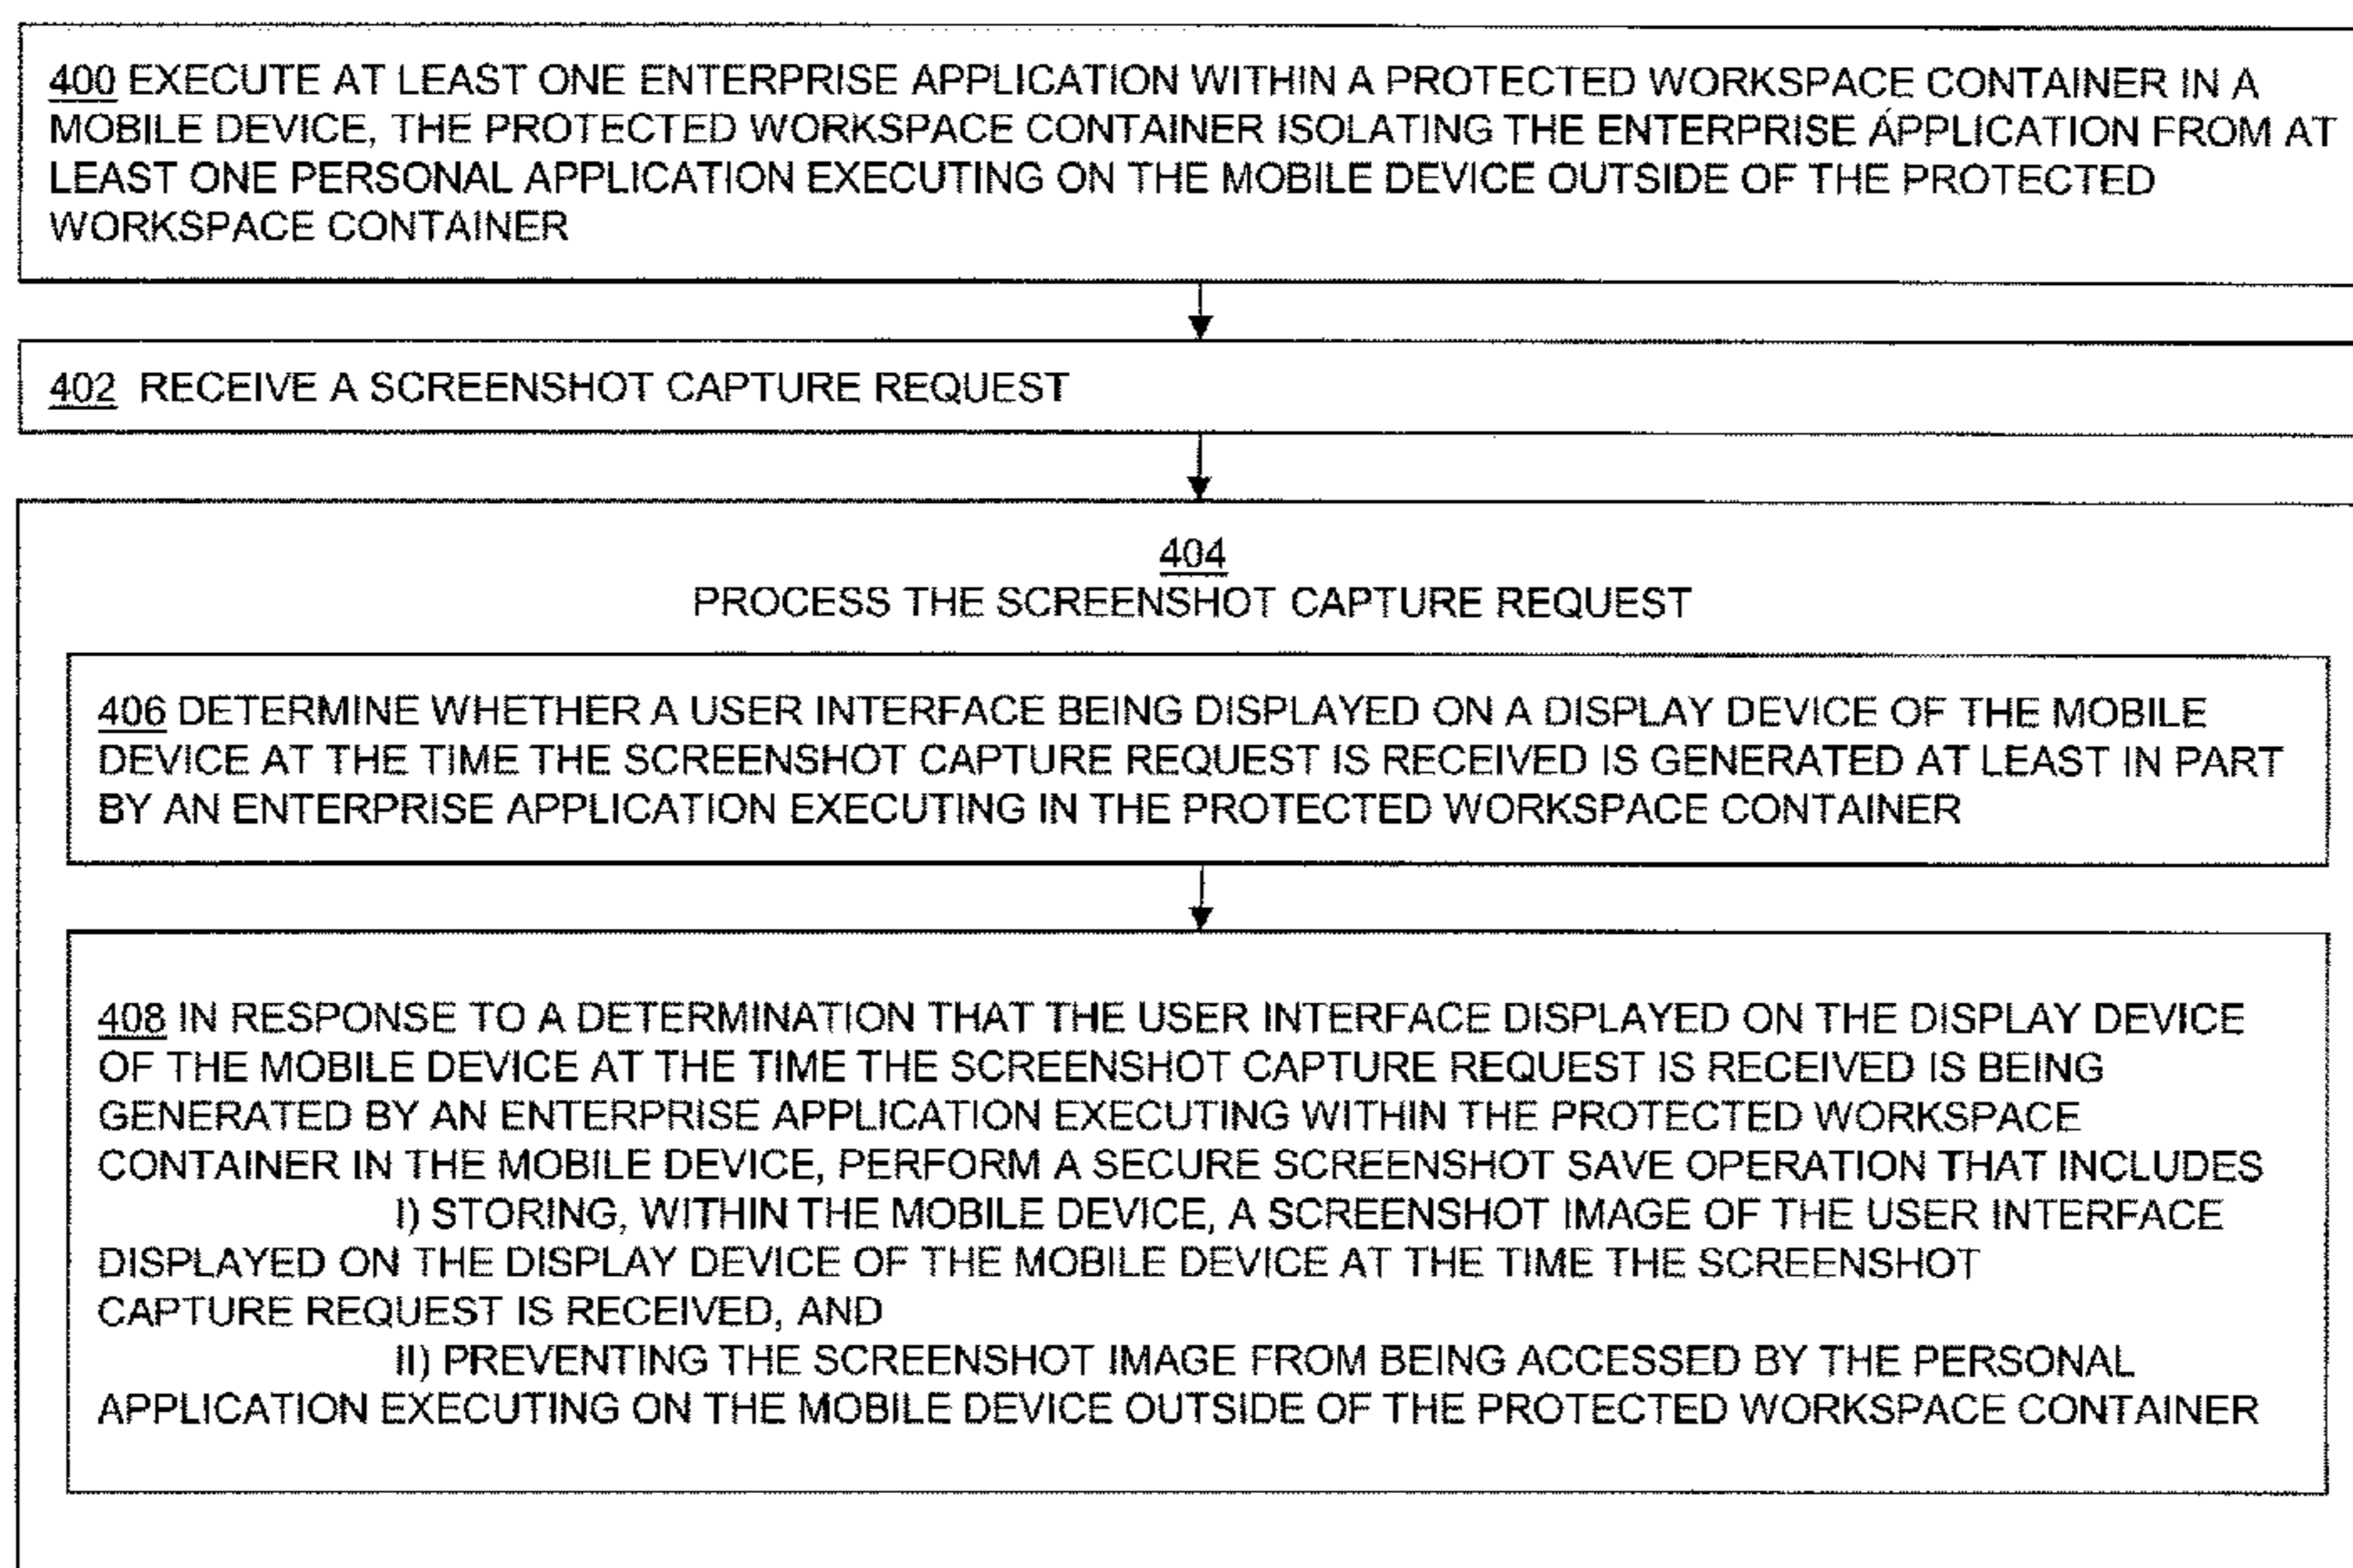 400 EXECUTE AT LEAST ONE ENTERPRISE APPLICATION WITHIN A PROTECTED WORKSPACE CONTAINER IN A
MOBILE DEVICE, THE PROTECTED WORKSPACE CONTAINER ISOLATING THE ENTERPRISE APPLICATION FROM AT
LEAST ONE PERSONAL APPLICATION EXECUTING ON THE MOBILE DEVICE OUTSIDE OF THE PROTECTED
WORKSPACE CONTAINER
402 RECEIVE A SCREENSHOT CAPTURE REQUEST
404
PROCESS THE SCREENSHOT CAPTURE REQUEST
406 DETERMINE WHETHER A USER INTERFACE BEING DISPLAYED ON A DISPLAY DEVICE OF THE MOBILE
DEVICE AT THE TIME THE SCREENSHOT CAPTURE REQUEST IS RECEIVED IS GENERATED AT LEAST IN PART
BY AN ENTERPRISE APPLICATION EXECUTING IN THE PROTECTED WORKSPACE CONTAINER
408 IN RESPONSE TO A DETERMINATION THAT THE USER INTERFACE DISPLAYED ON THE DISPLAY DEVICE
OF THE MOBILE DEVICE AT THE TIME THE SCREENSHOT CAPTURE REQUEST IS RECEIVED IS BEING
GENERATED BY AN ENTERPRISE APPLICATION EXECUTING WITHIN THE PROTECTED WORKSPACE
CONTAINER IN THE MOBILE DEVICE, PERFORM A SECURE SCREENSHOT SAVE OPERATION THAT INCLUDES
I) STORING, WITHIN THE MOBILE DEVICE, A SCREENSHOT IMAGE OF THE USER INTERFACE
DISPLAYED ON THE DISPLAY DEVICE OF THE MOBILE DEVICE AT THE TIME THE SCREENSHOT
CAPTURE REQUEST IS RECEIVED, AND
II) PREVENTING THE SCREENSHOT IMAGE FROM BEING ACCESSED BY THE PERSONAL
APPLICATION EXECUTING ON THE MOBILE DEVICE OUTSIDE OF THE PROTECTED WORKSPACE CONTAINER